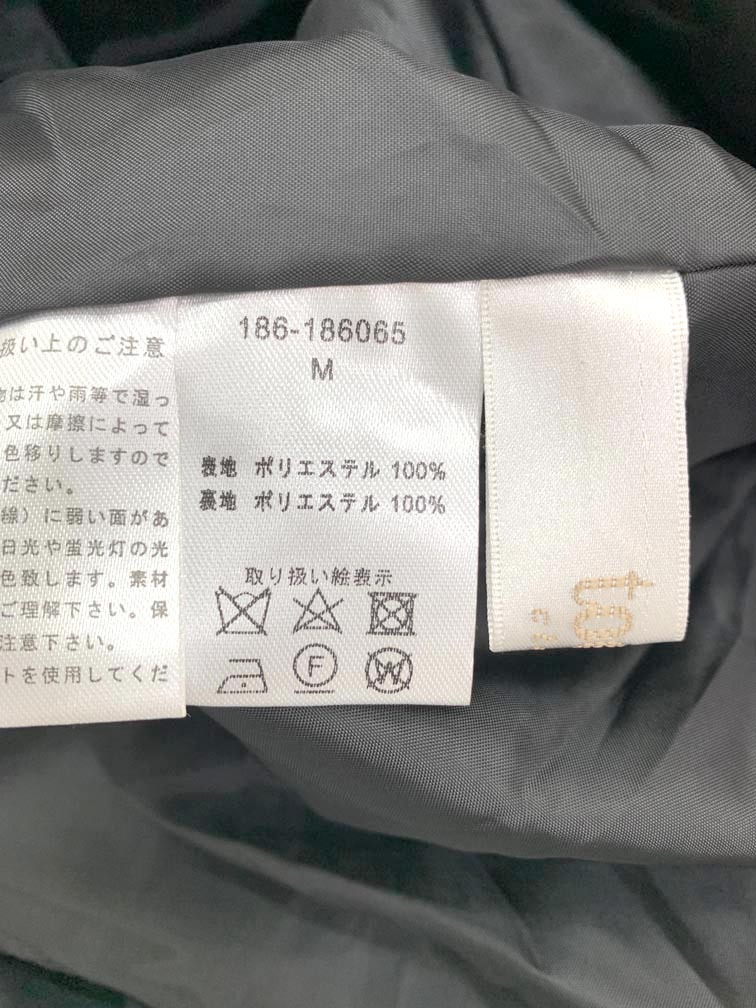 扱い上のご注意
物は汗や雨等で湿っ
又は摩擦によって
色移りしますので
ださい。
線）に弱い面があ
日光や蛍光灯の光
色致します。素材
ご理解下さい。保
注意下さい。
トを使用してくだ
186-186065
M
表地 ポリエステル 100%
裏地 ポリエステル 100%
取り扱い絵表示
F
W